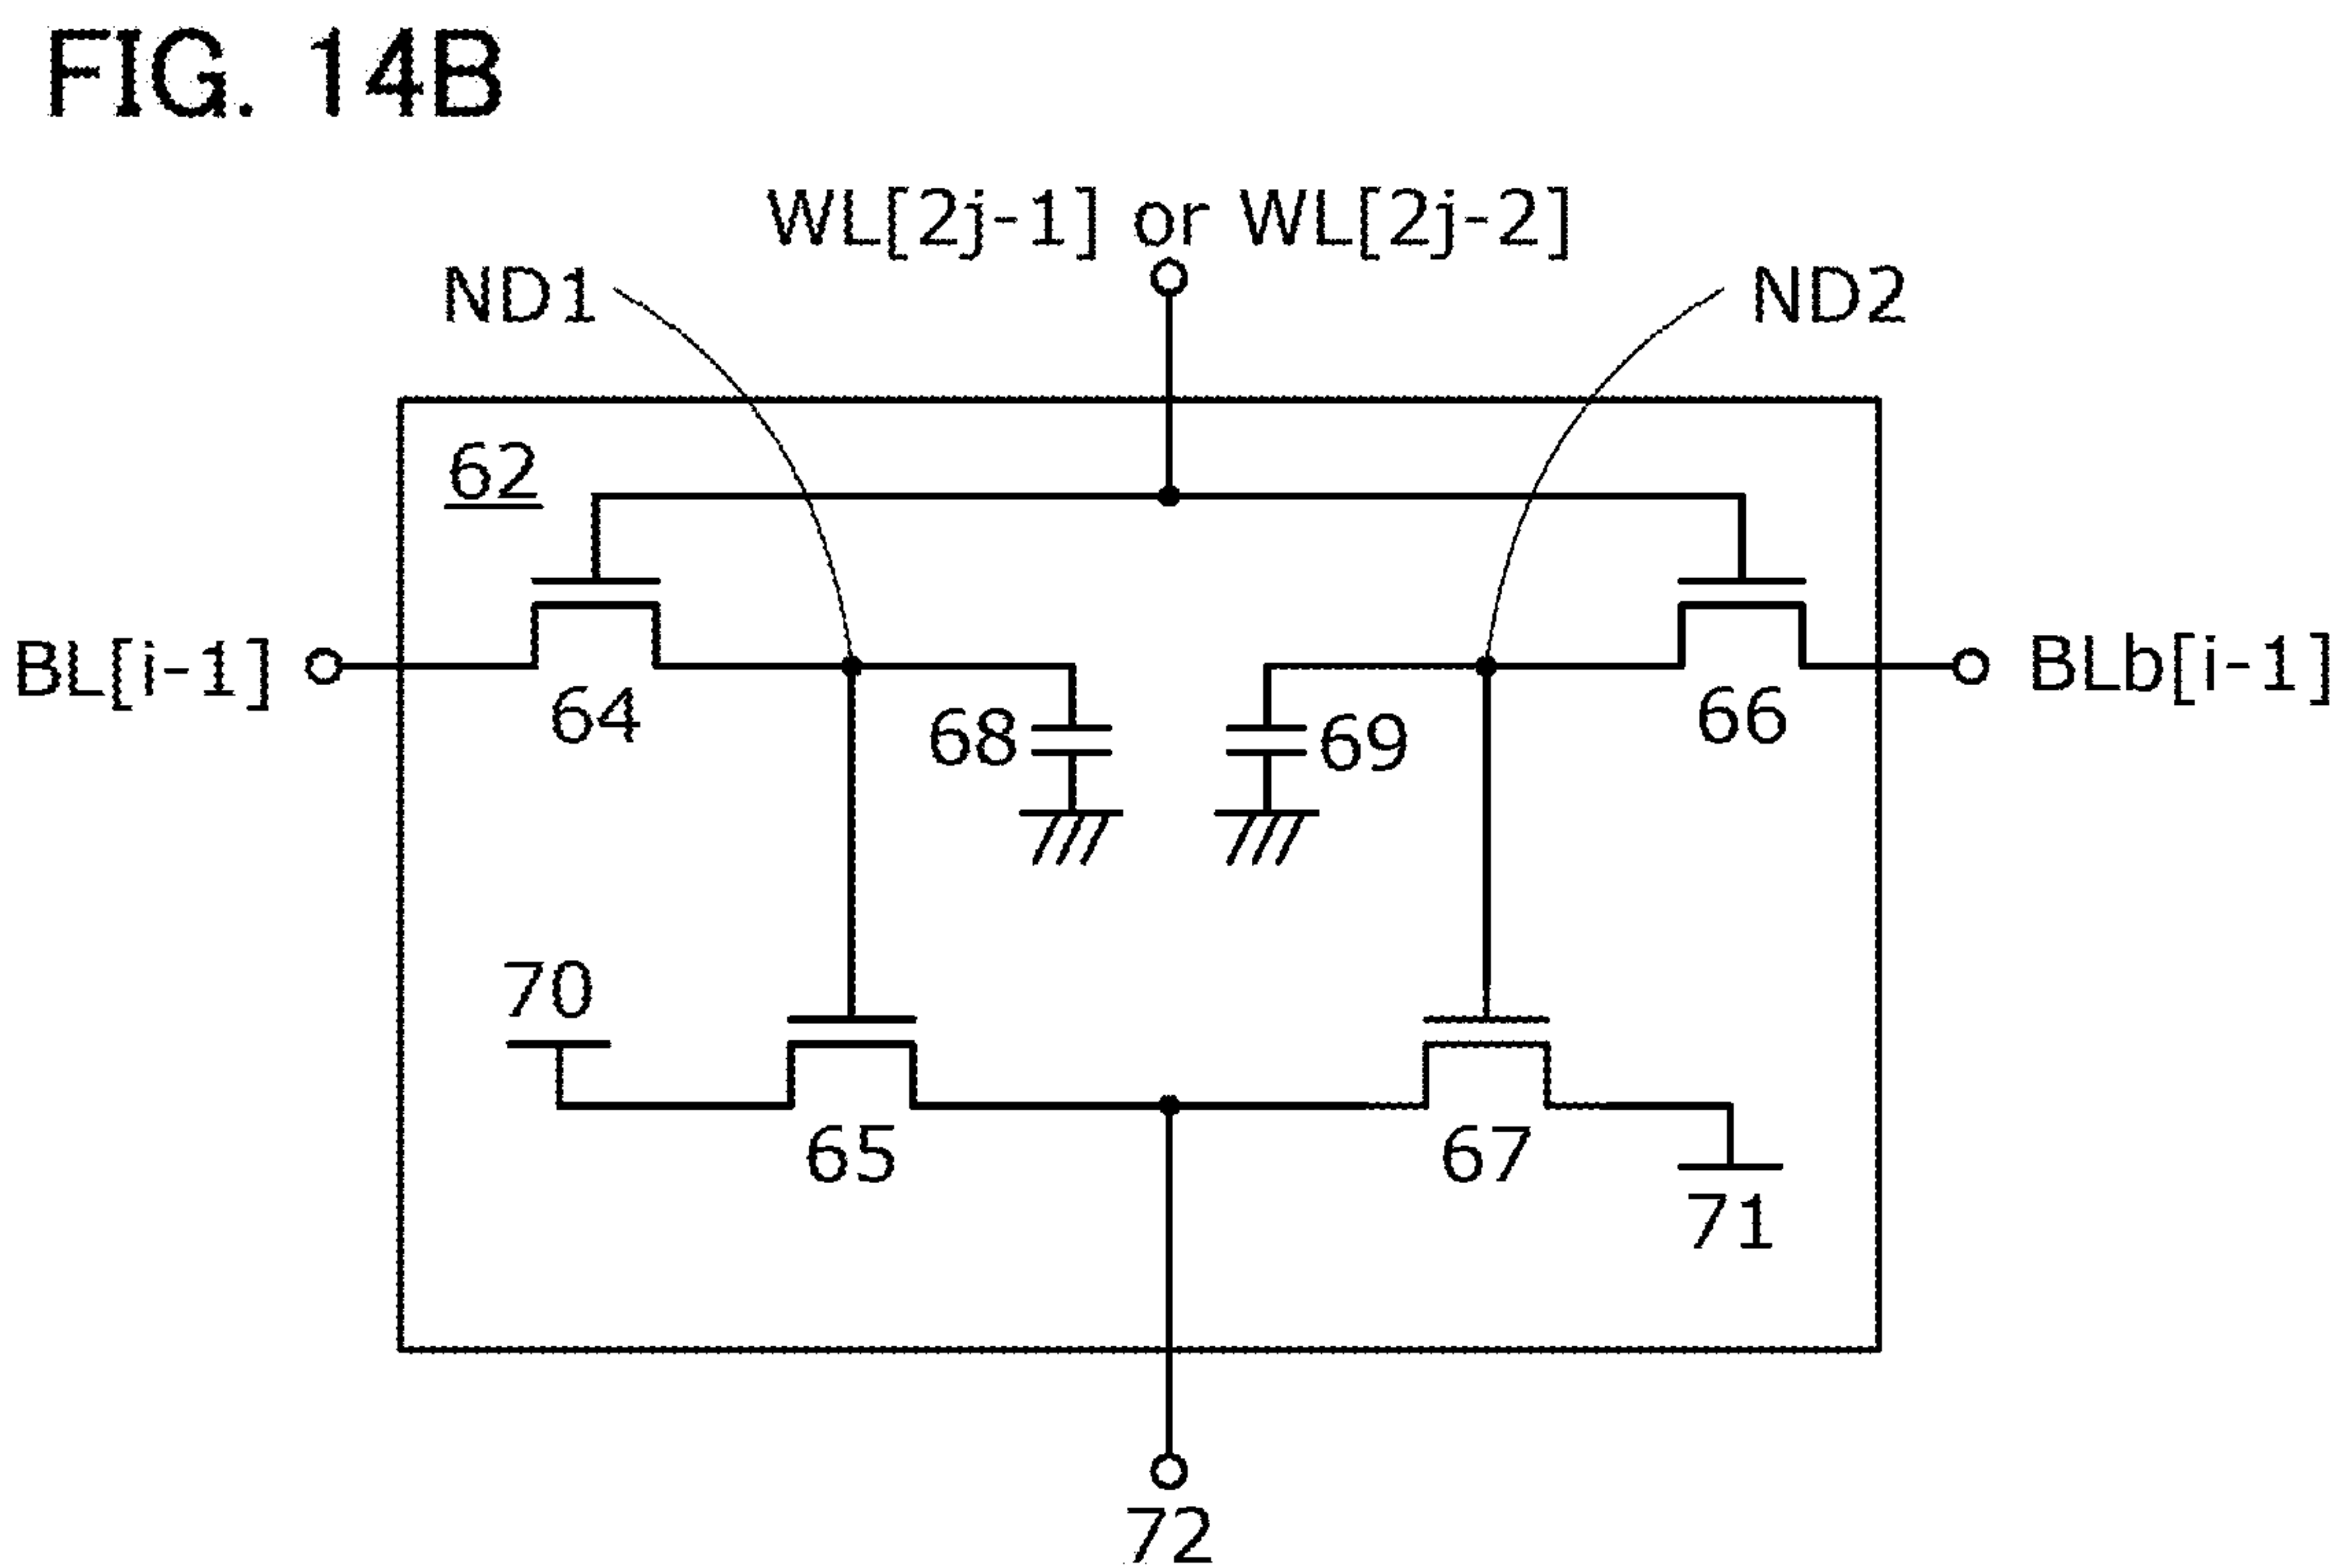 FIG. 14B
WL[2j-1] or WL[2j-2]
ND1
ND2
62
BL[i-1]
BLb[i-1]
64
68
69
66
70
65
67
71
72